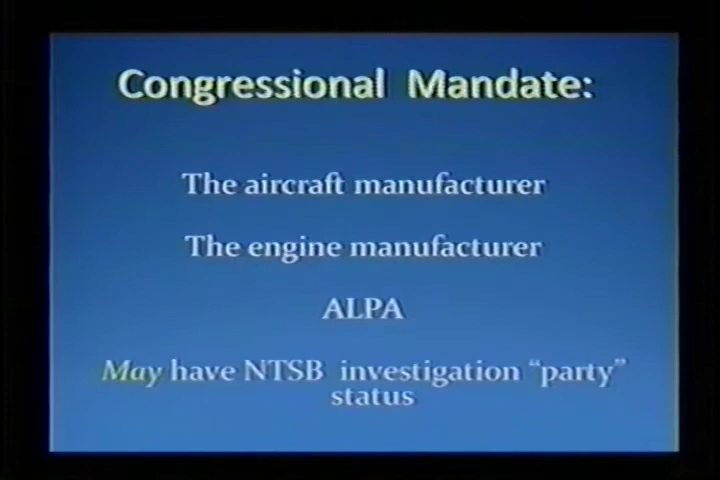 Congressional Mandate:
The aircraft manufacturer
The engine manufacturer
ALPA
May have NTSB investigation “party”
status